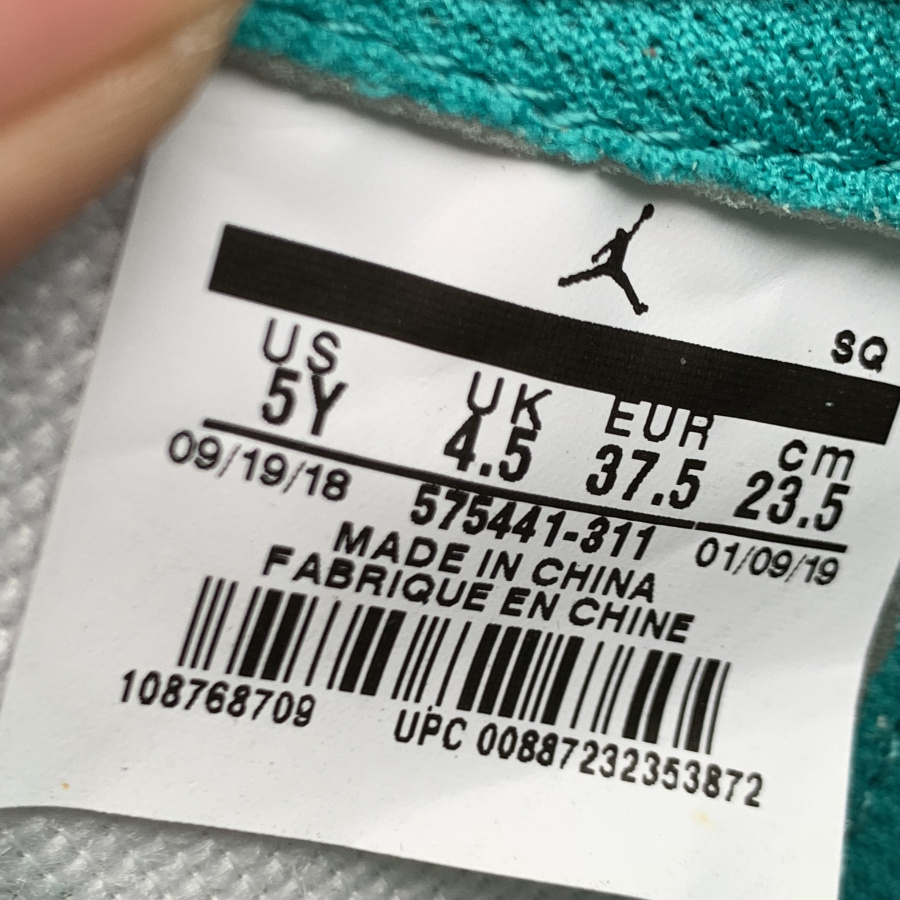 SQ
US UK EUR cm
5Y 4.5 37.5 23.5
09/19/18 575441-311 01/09/19
MADE IN CHINA
FABRIQUE EN CHINE
108768709 UPC 00887232353872